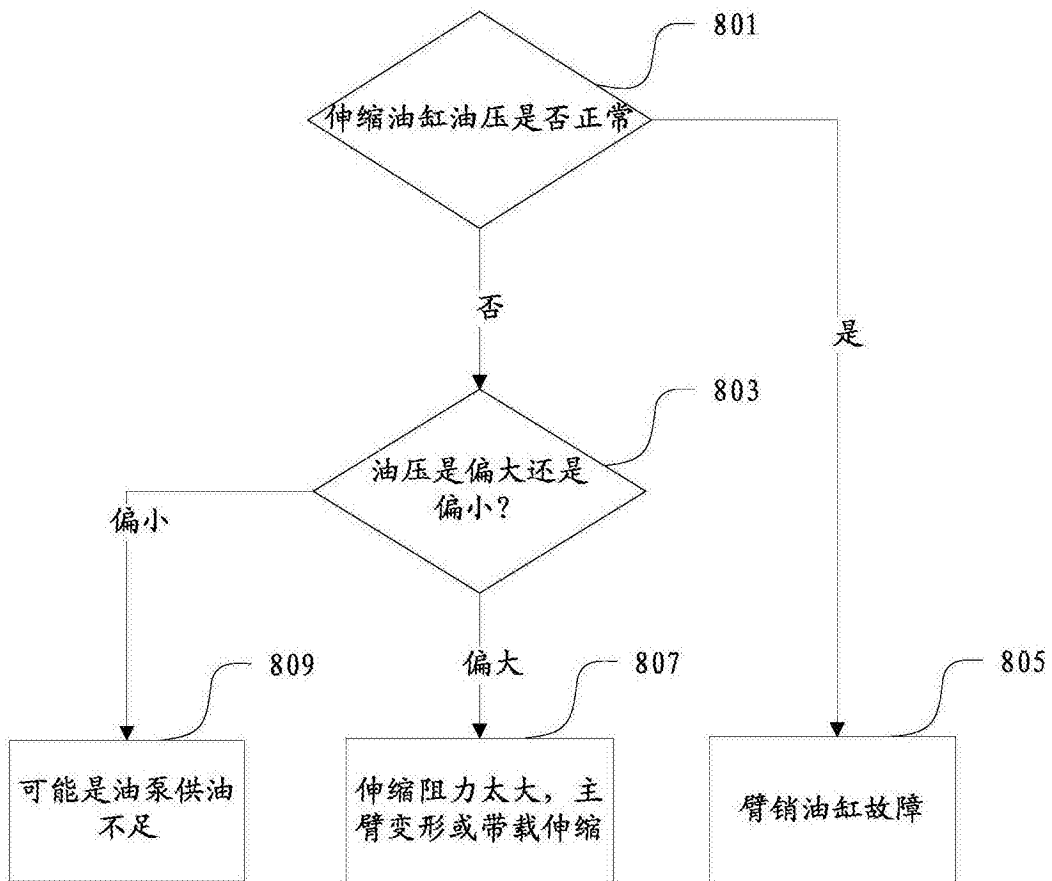 801
伸缩油缸油压是否正常
否
是
803
油压是偏大还是
偏小?
偏小
偏大
809
807
805
可能是油泵供油
不足
伸缩阻力太大，主
臂变形或带载伸缩
臂销油缸故障